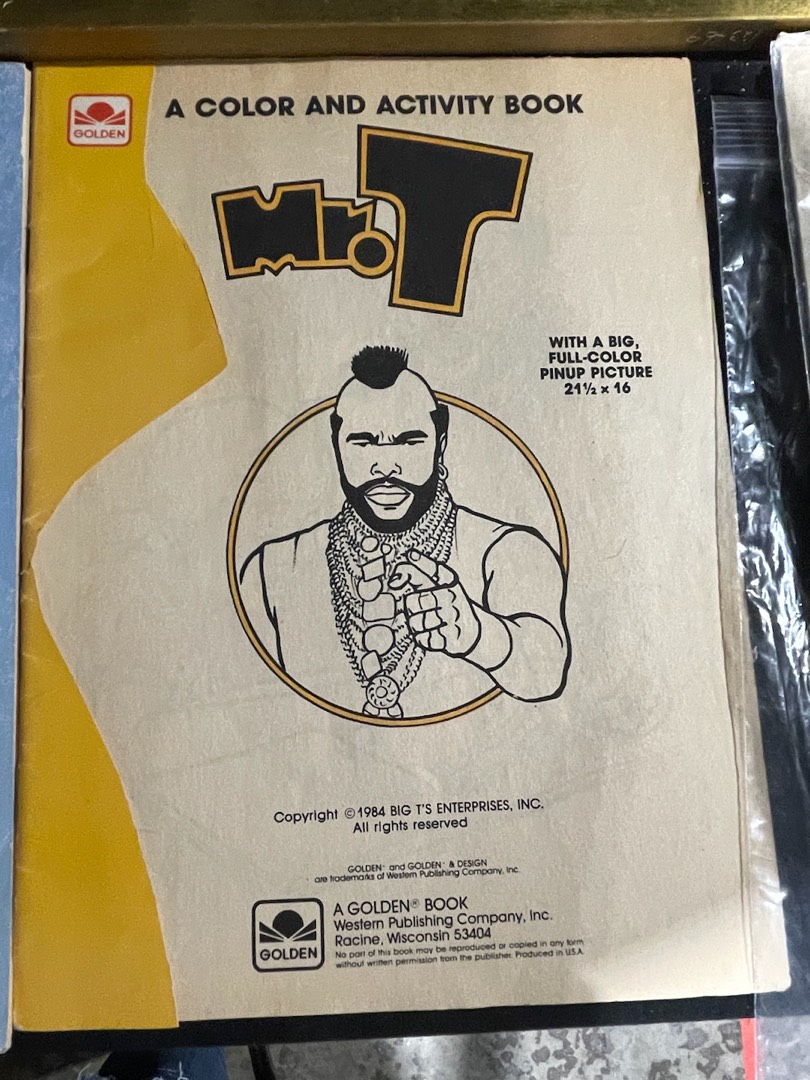 GOLDEN
A COLOR AND ACTIVITY BOOK
Mr. T
WITH A BIG,
FULL-COLOR
PINUP PICTURE
21½ x 16
Copyright © 1984 BIG T'S ENTERPRISES, INC.
All rights reserved
GOLDEN® and GOLDEN® & DESIGN
are trademarks of Western Publishing Company, Inc.
GOLDEN
A GOLDEN® BOOK
Western Publishing Company, Inc.
Racine, Wisconsin 53404
No part of this book may be reproduced or copied in any form
without written permission from the publisher. Produced in U.S.A.